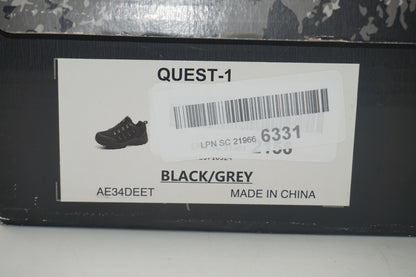 QUEST-1
LPN SC 21966 6331
BLACK/GREY
AE34DEET
MADE IN CHINA